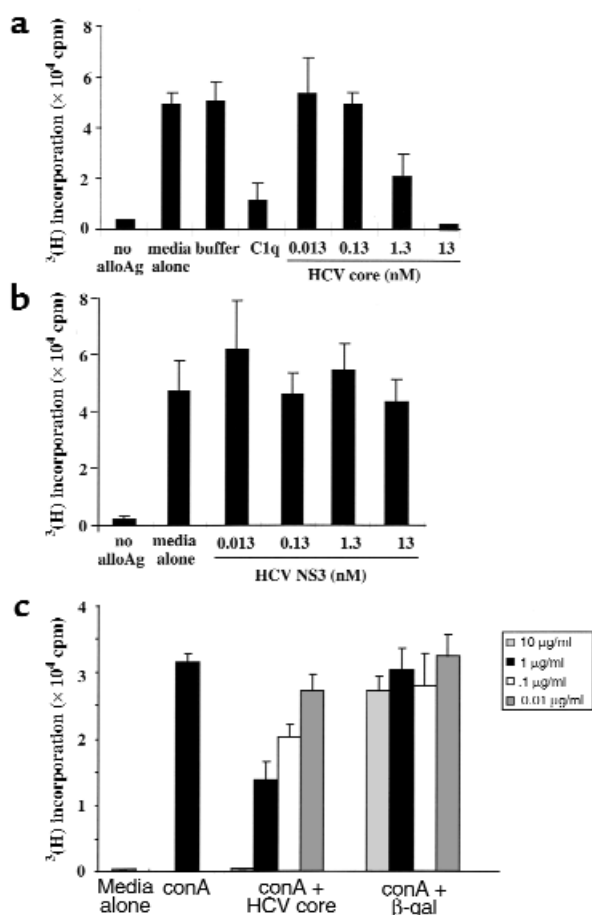 a
³(H) incorporation (× 10⁴ cpm)
8
6
4
2
0
no alloAg
media alone
buffer
C1q
0.013 0.13 1.3 13
HCV core (nM)
b
³(H) incorporation (× 10⁴ cpm)
8
6
4
2
0
no alloAg
media alone
0.013 0.13 1.3 13
HCV NS3 (nM)
c
³(H) incorporation (× 10⁴ cpm)
4
3
2
1
0
Media alone
conA
conA + HCV core
conA + β-gal
10 µg/ml
1 µg/ml
.1 µg/ml
0.01 µg/ml